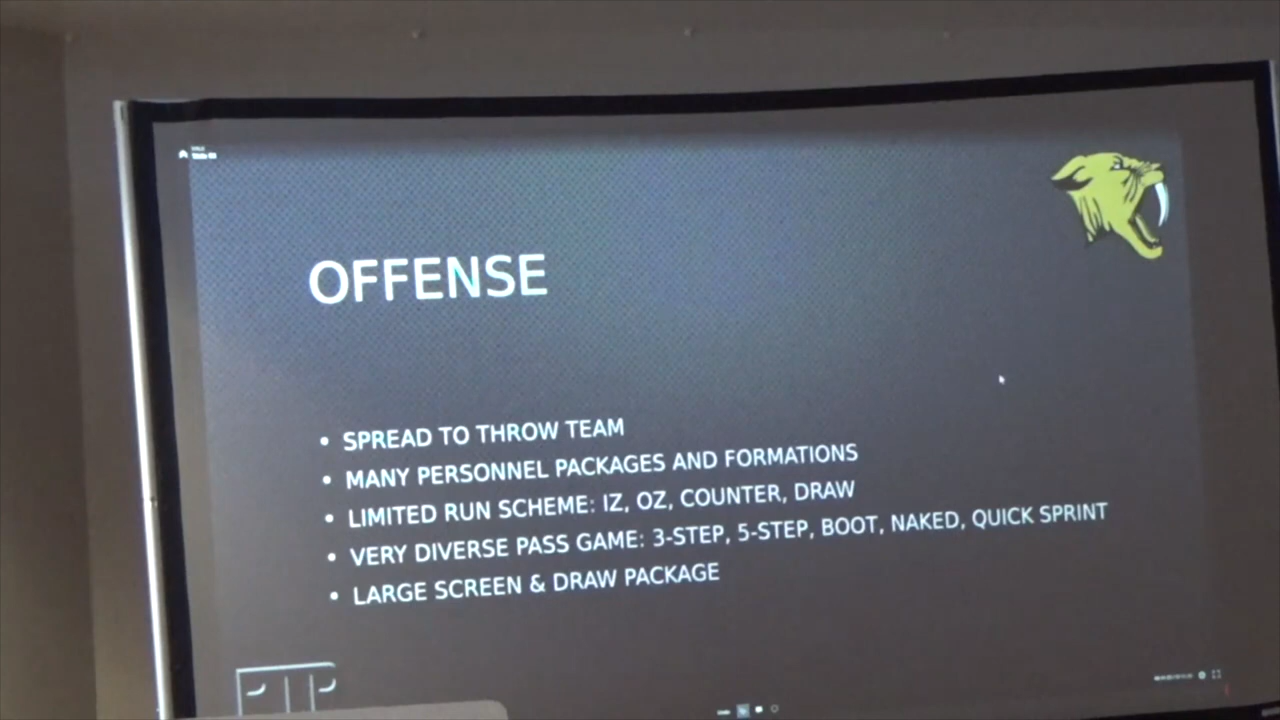 OFFENSE
• SPREAD TO THROW TEAM
• MANY PERSONNEL PACKAGES AND FORMATIONS
• LIMITED RUN SCHEME: IZ, OZ, COUNTER, DRAW
• VERY DIVERSE PASS GAME: 3-STEP, 5-STEP, BOOT, NAKED, QUICK SPRINT
• LARGE SCREEN & DRAW PACKAGE